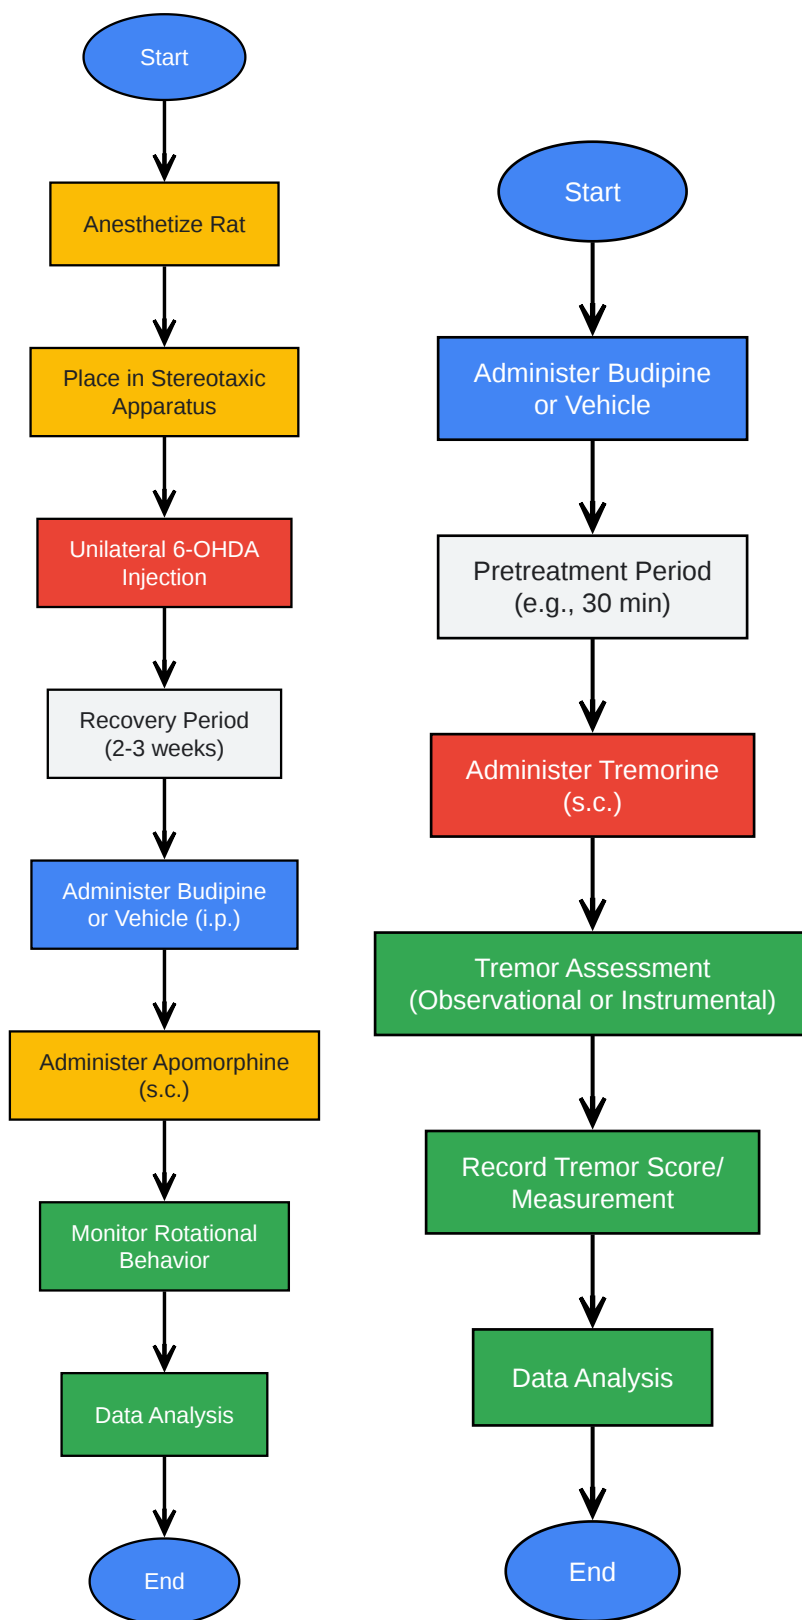 Start
Anesthetize Rat
Place in Stereotaxic
Apparatus
Unilateral 6-OHDA
Injection
Recovery Period
(2-3 weeks)
Administer Budipine
or Vehicle (i.p.)
Administer Apomorphine
(s.c.)
Monitor Rotational
Behavior
Data Analysis
End
Start
Administer Budipine
or Vehicle
Pretreatment Period
(e.g., 30 min)
Administer Tremorine
(s.c.)
Tremor Assessment
(Observational or Instrumental)
Record Tremor Score/
Measurement
Data Analysis
End